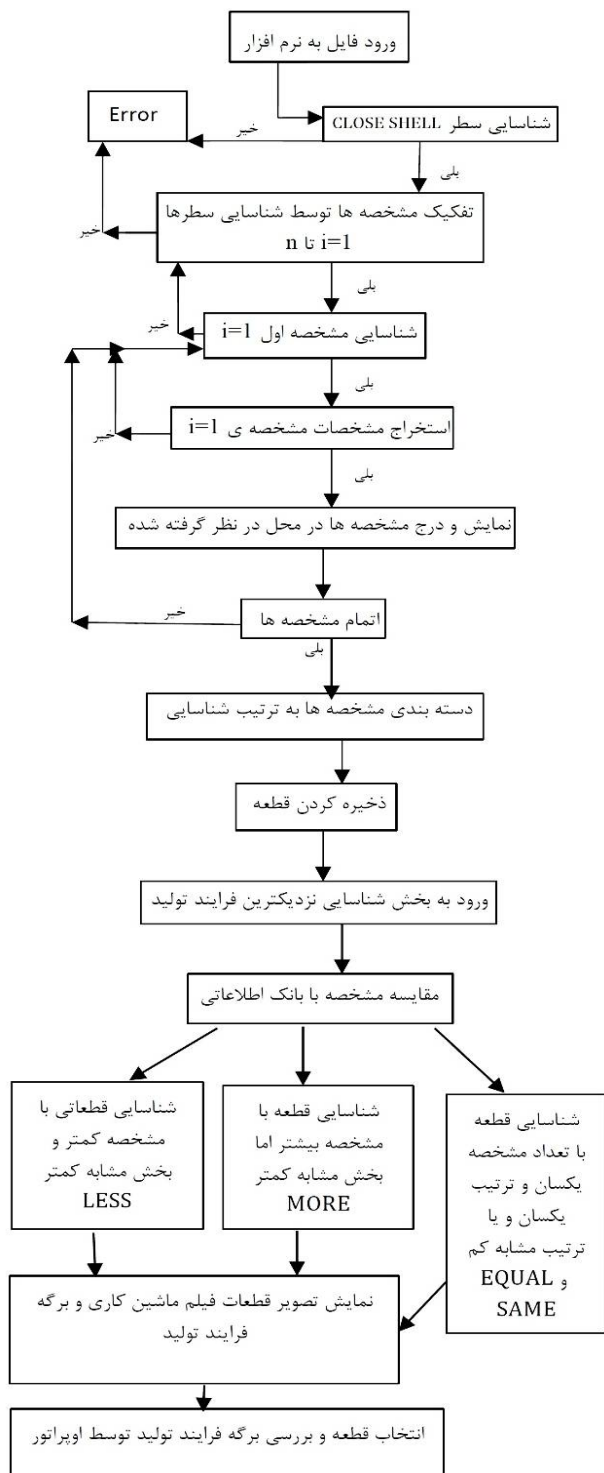 ورود فایل به نرم افزار
Error
شناسایی سطر CLOSE SHELL
خیر
بلی
تفکیک مشخصه ها توسط شناسایی سطرها
i=1 تا n
خیر
بلی
شناسایی مشخصه اول i=1
خیر
بلی
استخراج مشخصات مشخصه ی i=1
خیر
بلی
نمایش و درج مشخصه ها در محل در نظر گرفته شده
اتمام مشخصه ها
خیر
بلی
دسته بندی مشخصه ها به ترتیب شناسایی
ذخیره کردن قطعه
ورود به بخش شناسایی نزدیکترین فرایند تولید
مقایسه مشخصه با بانک اطلاعاتی
شناسایی قطعه
با تعداد مشخصه
یکسان و ترتیب
یکسان و یا
ترتیب مشابه کم
و EQUAL
SAME
شناسایی قطعه با
مشخصه بیشتر اما
بخش مشابه کمتر
MORE
شناسایی قطعاتی با
مشخصه کمتر و
بخش مشابه کمتر
LESS
نمایش تصویر قطعات فیلم ماشین کاری و برگه
فرایند تولید
انتخاب قطعه و بررسی برگه فرایند تولید توسط اوپراتور